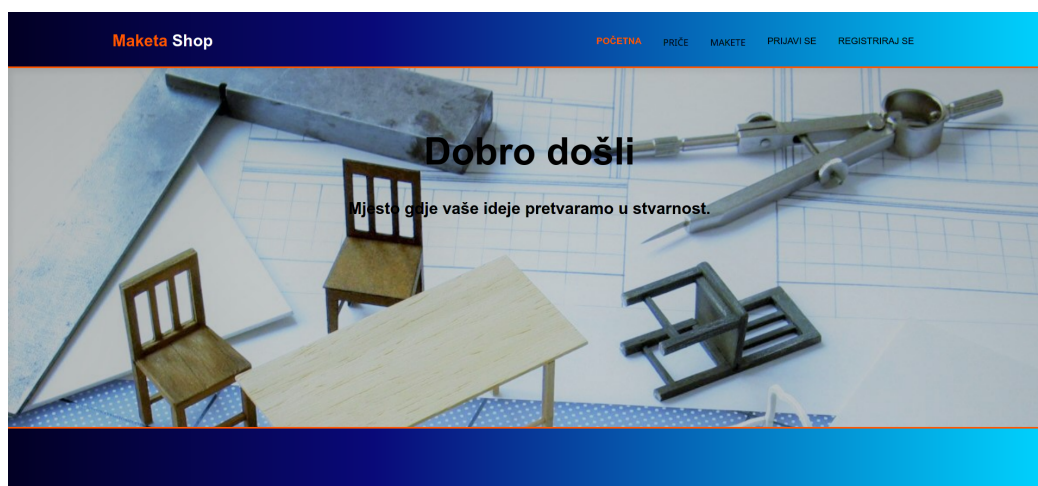 Maketa Shop
POČETNA PRIČE MAKETE PRIJAVI SE REGISTRIRAJ SE
Dobro došli
Mjesto gdje vaše ideje pretvaramo u stvarnost.